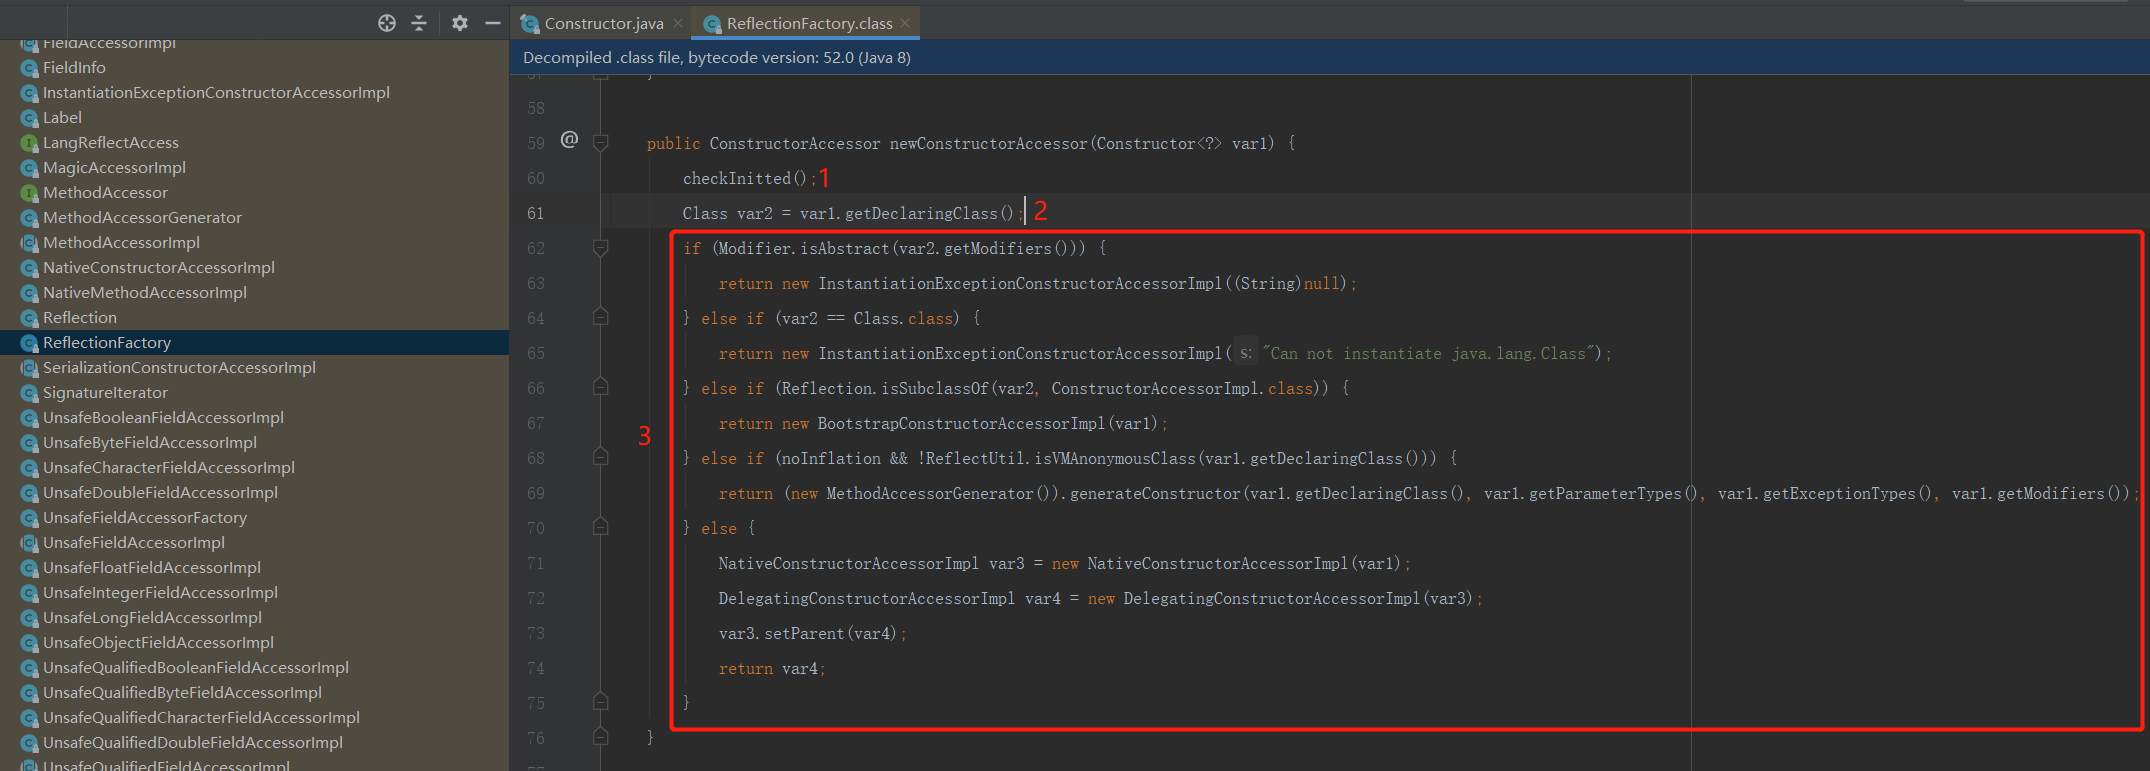 FieldAccessorImpl
FieldInfo
InstantiationExceptionConstructorAccessorImpl
Label
LangReflectAccess
MagicAccessorImpl
MethodAccessor
MethodAccessorGenerator
MethodAccessorImpl
NativeConstructorAccessorImpl
NativeMethodAccessorImpl
Reflection
ReflectionFactory
SerializationConstructorAccessorImpl
SignatureIterator
UnsafeBooleanFieldAccessorImpl
UnsafeByteFieldAccessorImpl
UnsafeCharacterFieldAccessorImpl
UnsafeDoubleFieldAccessorImpl
UnsafeFieldAccessorFactory
UnsafeFieldAccessorImpl
UnsafeFloatFieldAccessorImpl
UnsafeIntegerFieldAccessorImpl
UnsafeLongFieldAccessorImpl
UnsafeObjectFieldAccessorImpl
UnsafeQualifiedBooleanFieldAccessorImpl
UnsafeQualifiedByteFieldAccessorImpl
UnsafeQualifiedCharacterFieldAccessorImpl
UnsafeQualifiedDoubleFieldAccessorImpl
UnsafeQualifiedFieldAccessorImpl
Constructor.java ReflectionFactory.class
Decompiled .class file, bytecode version: 52.0 (Java 8)
57 }
58
59 @ public ConstructorAccessor newConstructorAccessor(Constructor<?> var1) {
60 checkInitted(); 1
61 Class var2 = var1.getDeclaringClass(); 2
62 if (Modifier.isAbstract(var2.getModifiers())) {
63 return new InstantiationExceptionConstructorAccessorImpl((String)null);
64 } else if (var2 == Class.class) {
65 return new InstantiationExceptionConstructorAccessorImpl( s: "Can not instantiate java.lang.Class");
66 } else if (Reflection.isSubclassOf(var2, ConstructorAccessorImpl.class)) {
67 return new BootstrapConstructorAccessorImpl(var1);
3
68 } else if (noInflation && !ReflectUtil.isVMAnonymousClass(var1.getDeclaringClass())) {
69 return (new MethodAccessorGenerator()).generateConstructor(var1.getDeclaringClass(), var1.getParameterTypes(), var1.getExceptionTypes(), var1.getModifiers());
70 } else {
71 NativeConstructorAccessorImpl var3 = new NativeConstructorAccessorImpl(var1);
72 DelegatingConstructorAccessorImpl var4 = new DelegatingConstructorAccessorImpl(var3);
73 var3.setParent(var4);
74 return var4;
75 }
76 }
77